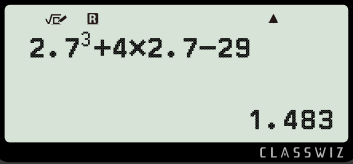 √▱/ R ▲
2.7³+4×2.7−29
1.483
CLASSWIZ